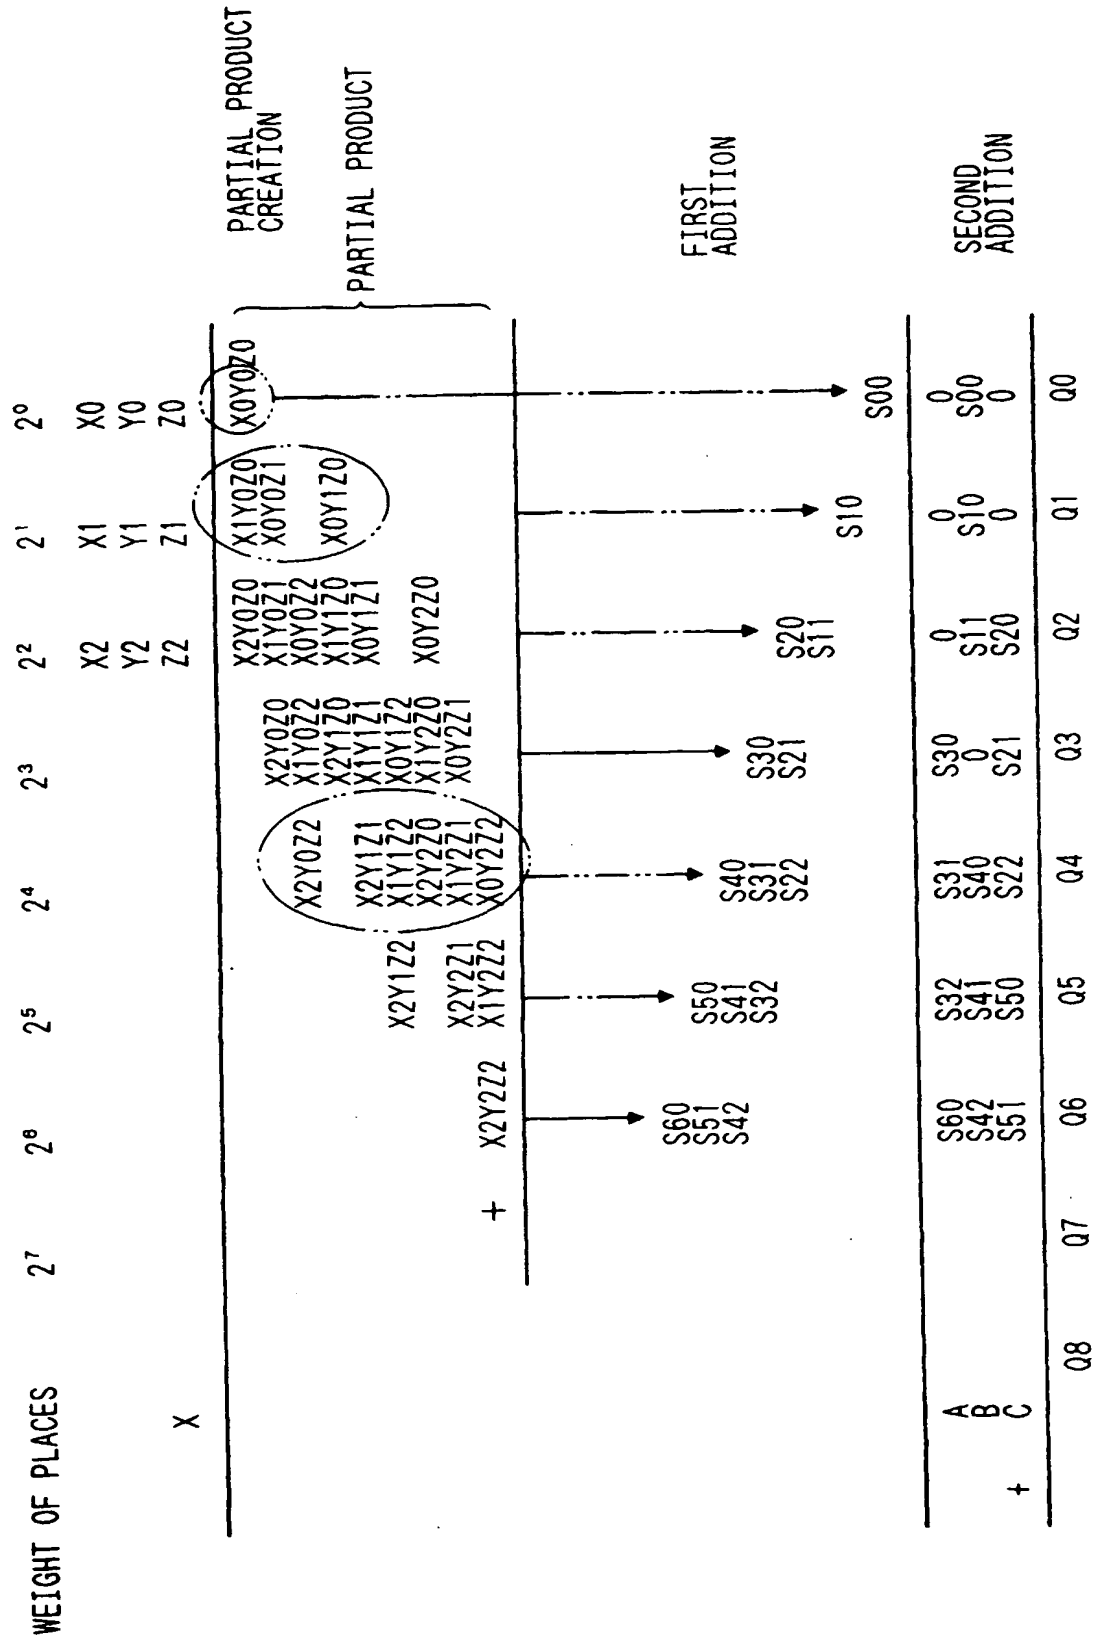 WEIGHT OF PLACES 2⁷ 2⁶ 2⁵ 2⁴ 2³ 2² 2¹ 2⁰
X2 X1 X0
Y2 Y1 Y0
X Z2 Z1 Z0
X2Y0Z0 X1Y0Z0 X0Y0Z0 PARTIAL PRODUCT
X2Y0Z0 X1Y0Z1 X0Y0Z1 CREATION
X2Y0Z2 X1Y0Z2 X0Y0Z2
X2Y1Z0 X1Y1Z0 X0Y1Z0
X2Y1Z1 X1Y1Z1 X0Y1Z1 PARTIAL PRODUCT
X2Y1Z2 X1Y1Z2 X0Y1Z2
X2Y2Z0 X1Y2Z0 X0Y2Z0
X2Y2Z1 X1Y2Z1 X0Y2Z1
+ X2Y2Z2 X1Y2Z2 X0Y2Z2
S60
S51 S50 FIRST
S42 S41 S40 ADDITION
S32 S31 S30
S22 S21 S20
S11
S10
S00
A S60 S32 S31 S30 0 0 0
B S42 S41 S40 0 S11 S10 S00 SECOND
+ C S51 S50 S22 S21 S20 0 0 ADDITION
Q8 Q7 Q6 Q5 Q4 Q3 Q2 Q1 Q0